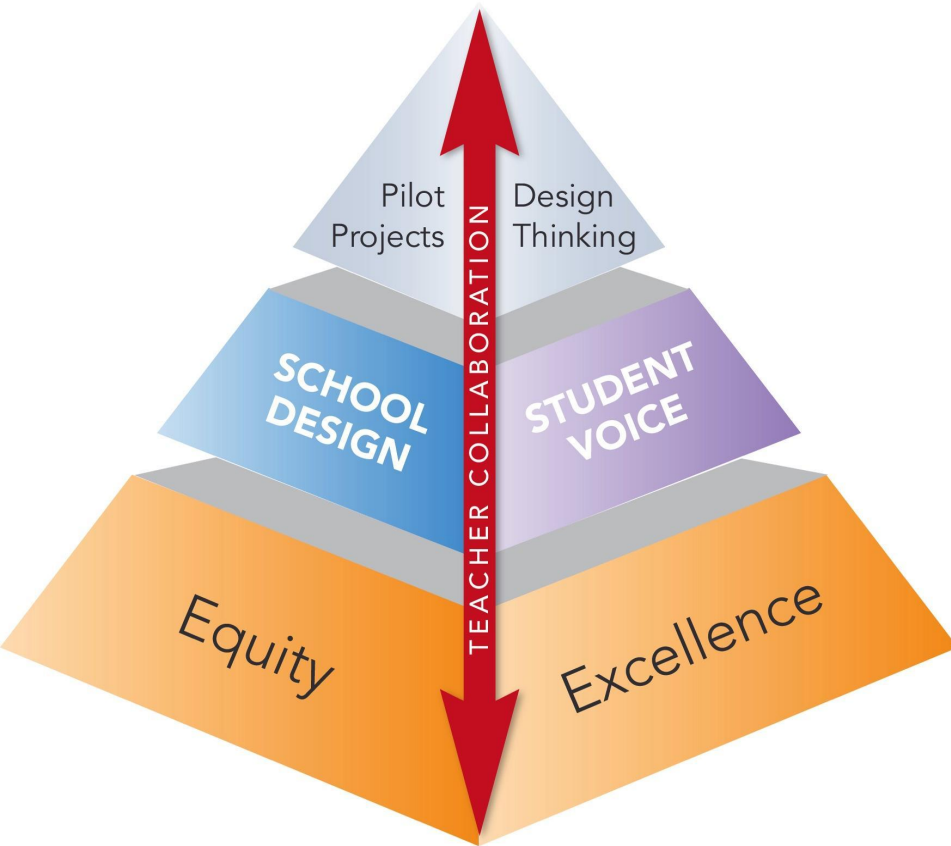 Pilot
Projects
Design
Thinking
TEACHER COLLABORATION
SCHOOL
DESIGN
STUDENT
VOICE
Equity
Excellence